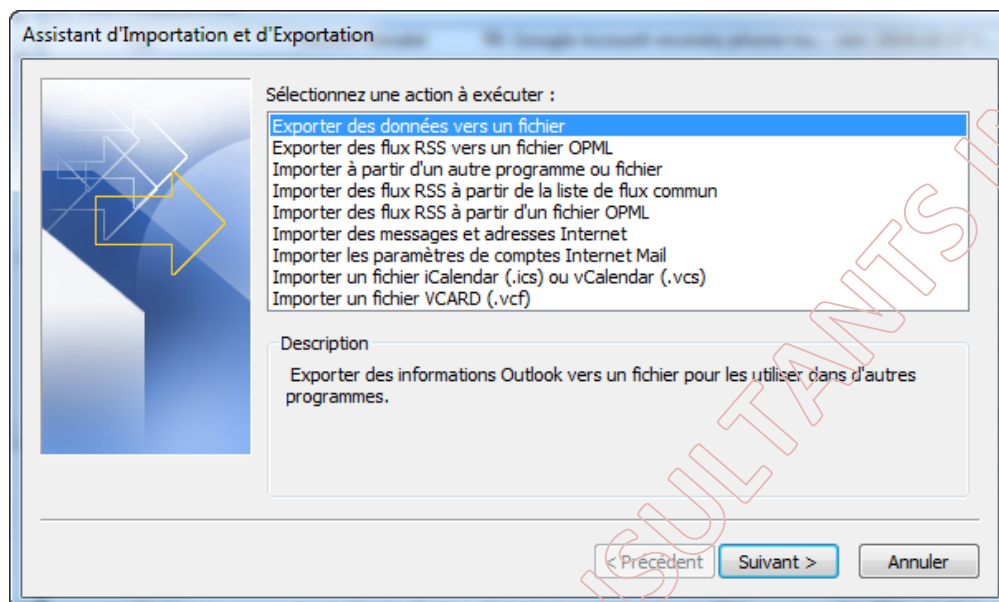 Assistant d'Importation et d'Exportation
Sélectionnez une action à exécuter :
Exporter des données vers un fichier
Exporter des flux RSS vers un fichier OPML
Importer à partir d'un autre programme ou fichier
Importer des flux RSS à partir de la liste de flux commun
Importer des flux RSS à partir d'un fichier OPML
Importer des messages et adresses Internet
Importer les paramètres de comptes Internet Mail
Importer un fichier iCalendar (.ics) ou vCalendar (.vcs)
Importer un fichier VCARD (.vcf)
Description
Exporter des informations Outlook vers un fichier pour les utiliser dans d'autres
programmes.
< Précédent
Suivant >
Annuler
SULTANTS